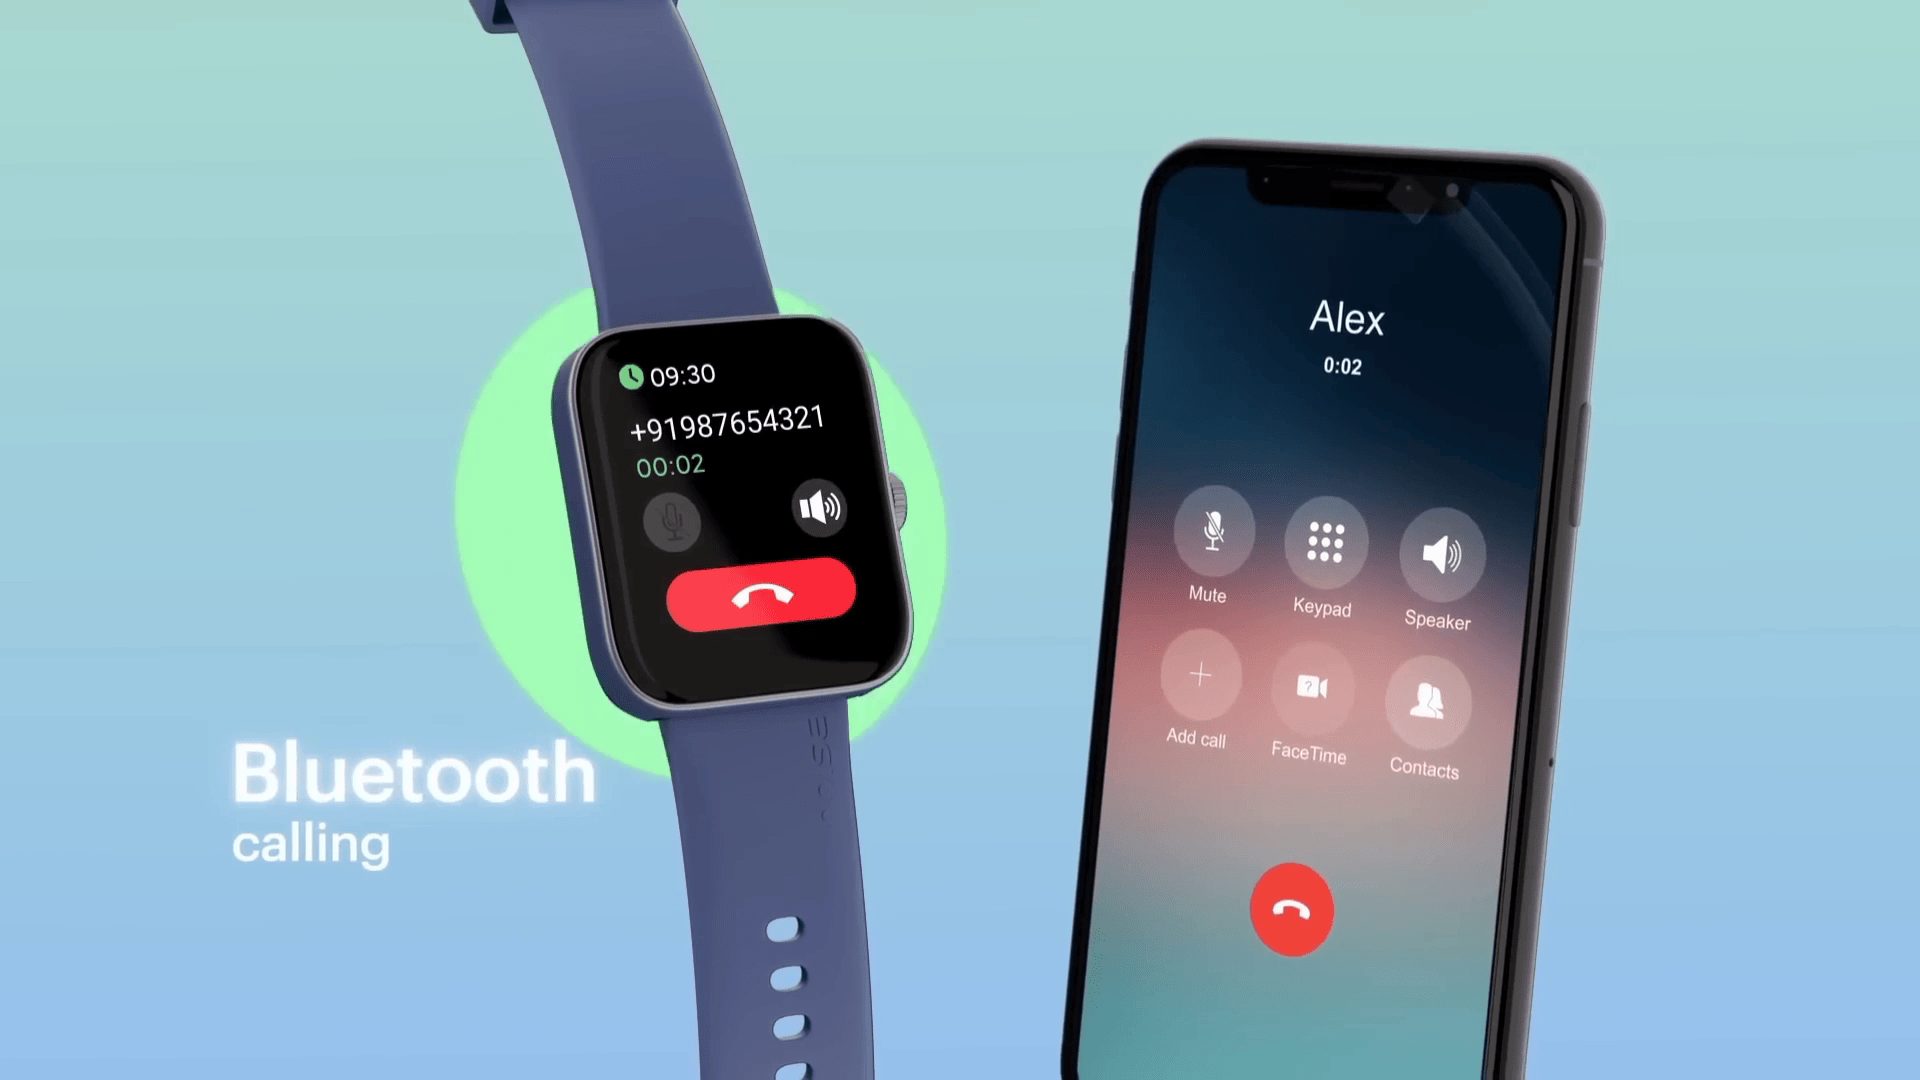 09:30
+91987654321
00:02
Bluetooth
calling
Alex
0:02
Mute
Keypad
Speaker
Add call
FaceTime
Contacts